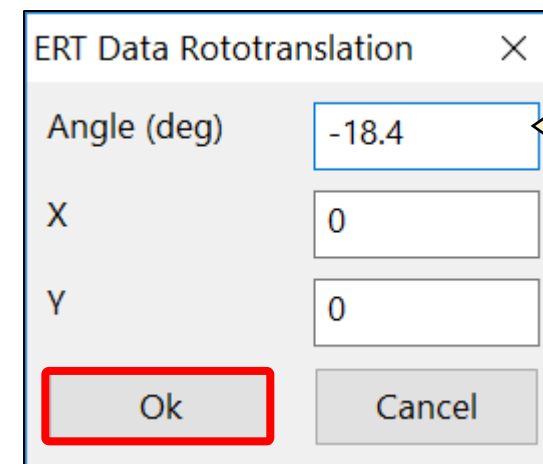 ERT Data Rototranslation
Angle (deg) -18.4
X 0
Y 0
Ok Cancel